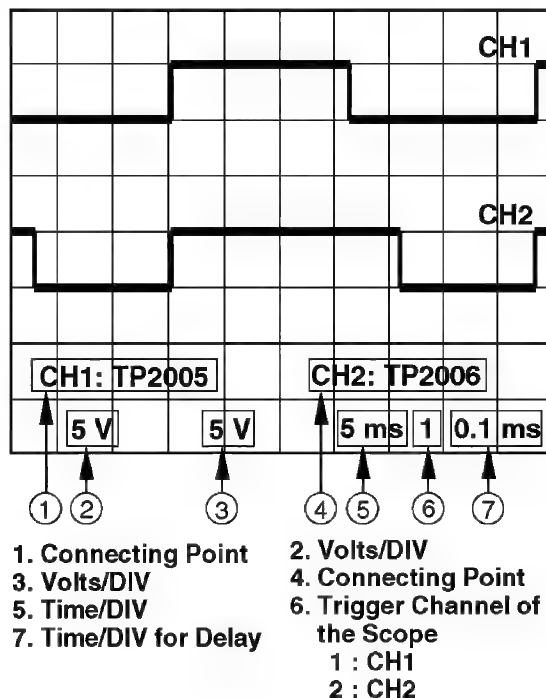 CH1
CH2
CH1: TP2005 CH2: TP2006
5 V 5 V 5 ms 1 0.1 ms
1 2 3 4 5 6 7
1. Connecting Point 2. Volts/DIV
3. Volts/DIV 4. Connecting Point
5. Time/DIV 6. Trigger Channel of
7. Time/DIV for Delay the Scope
1 : CH1
2 : CH2